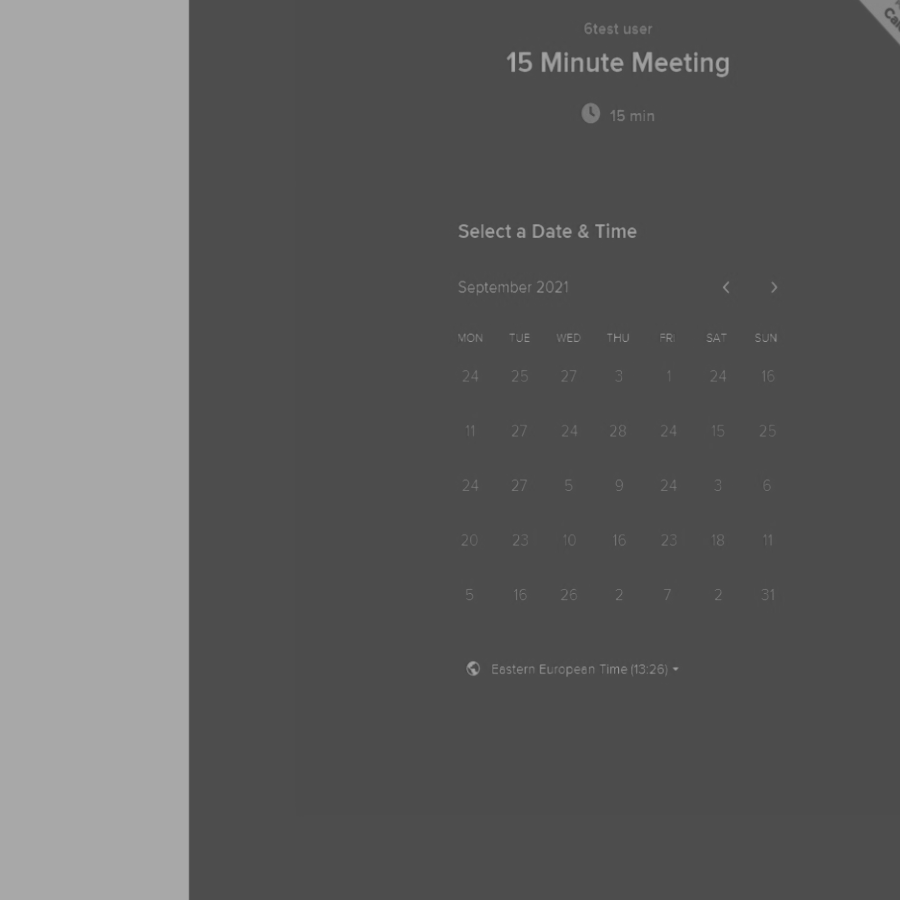 6test user
15 Minute Meeting
15 min
Select a Date & Time
September 2021
MON TUE WED THU FRI SAT SUN
24 25 27 3 1 24 16
11 27 24 28 24 15 25
24 27 5 9 24 3 6
20 23 10 16 23 18 11
5 16 26 2 7 2 31
Eastern European Time (13:26)